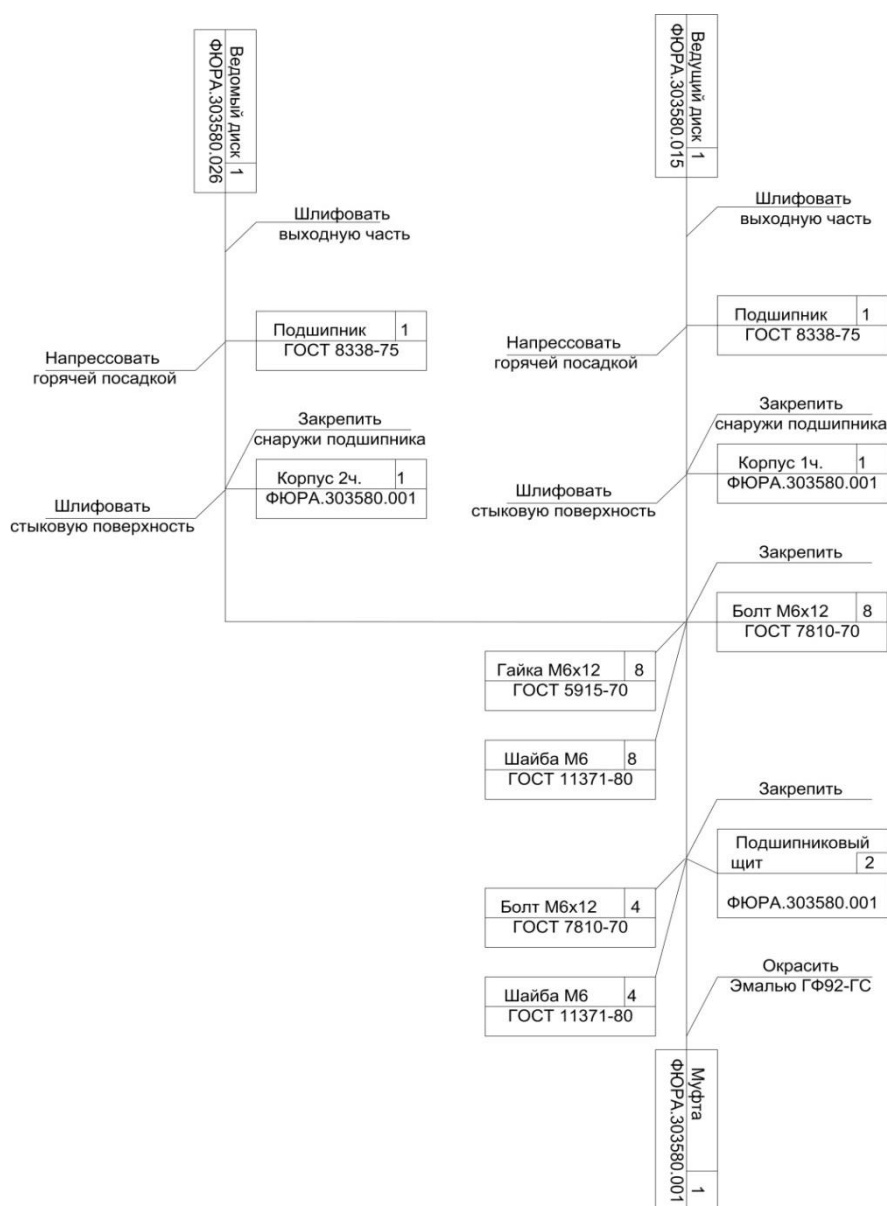 Ведомый диск 1
ФЮРА.303580.026
Ведущий диск 1
ФЮРА.303580.015
Шлифовать
выходную часть
Шлифовать
выходную часть
Подшипник 1
ГОСТ 8338-75
Напрессовать
горячей посадкой
Подшипник 1
ГОСТ 8338-75
Напрессовать
горячей посадкой
Закрепить
снаружи подшипника
Корпус 2ч. 1
ФЮРА.303580.001
Шлифовать
стыковую поверхность
Закрепить
снаружи подшипника
Корпус 1ч. 1
ФЮРА.303580.001
Шлифовать
стыковую поверхность
Закрепить
Болт М6х12 8
ГОСТ 7810-70
Гайка М6х12 8
ГОСТ 5915-70
Шайба М6 8
ГОСТ 11371-80
Закрепить
Подшипниковый
щит 2
ФЮРА.303580.001
Болт М6х12 4
ГОСТ 7810-70
Шайба М6 4
ГОСТ 11371-80
Окрасить
Эмалью ГФ92-ГС
Муфта 1
ФЮРА.303580.001